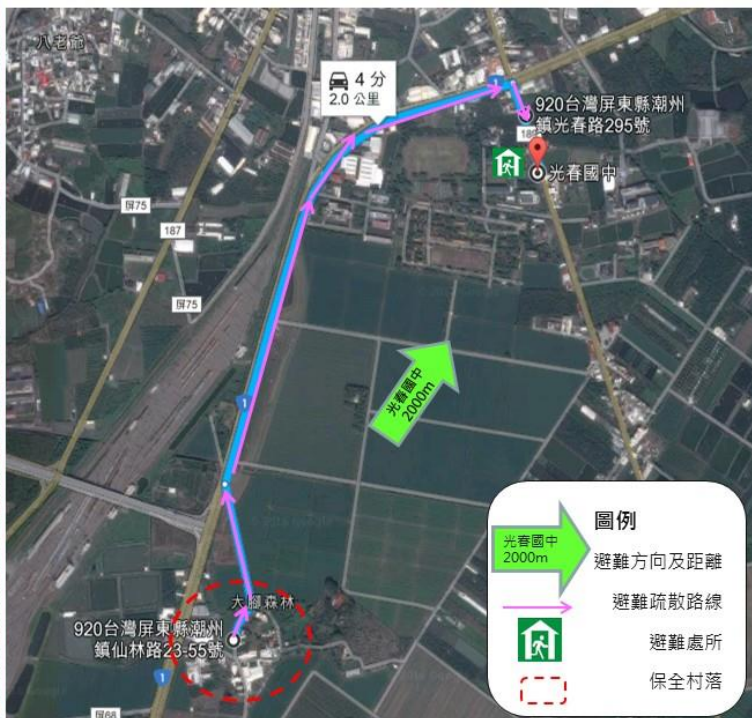 八老爺
1
4 分
2.0 公里
920台灣屏東縣潮州
鎮光春路295號
光春國中
屏75
187
屏75
光春國中
2000m
1
大腳森林
920台灣屏東縣潮州
鎮仙林路23-55號
1
圖例
光春國中
2000m
避難方向及距離
避難疏散路線
避難處所
保全村落